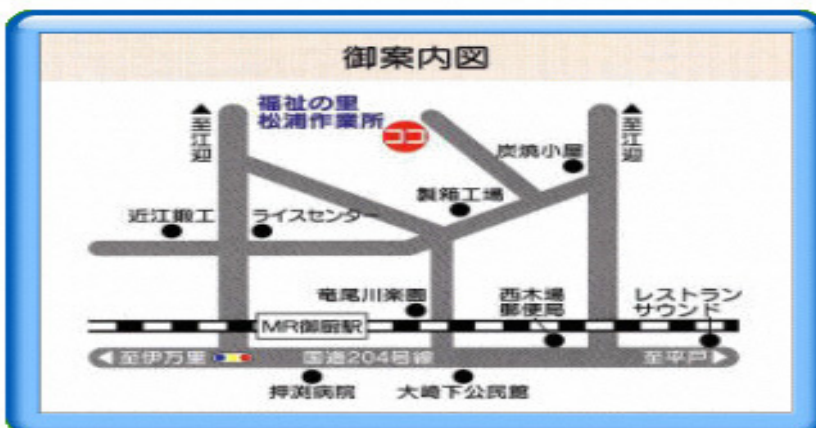 御案内図
福祉の里
松浦作業所
ココ
▲至江迎
▲至江迎
炭焼小屋
製箱工場
近江鍛工
ライスセンター
竜尾川楽園
西木場
郵便局
レストラン
サウンド
MR御厨駅
◀至伊万里
国道204号線
至平戸▶
押渕病院
大崎下公民館